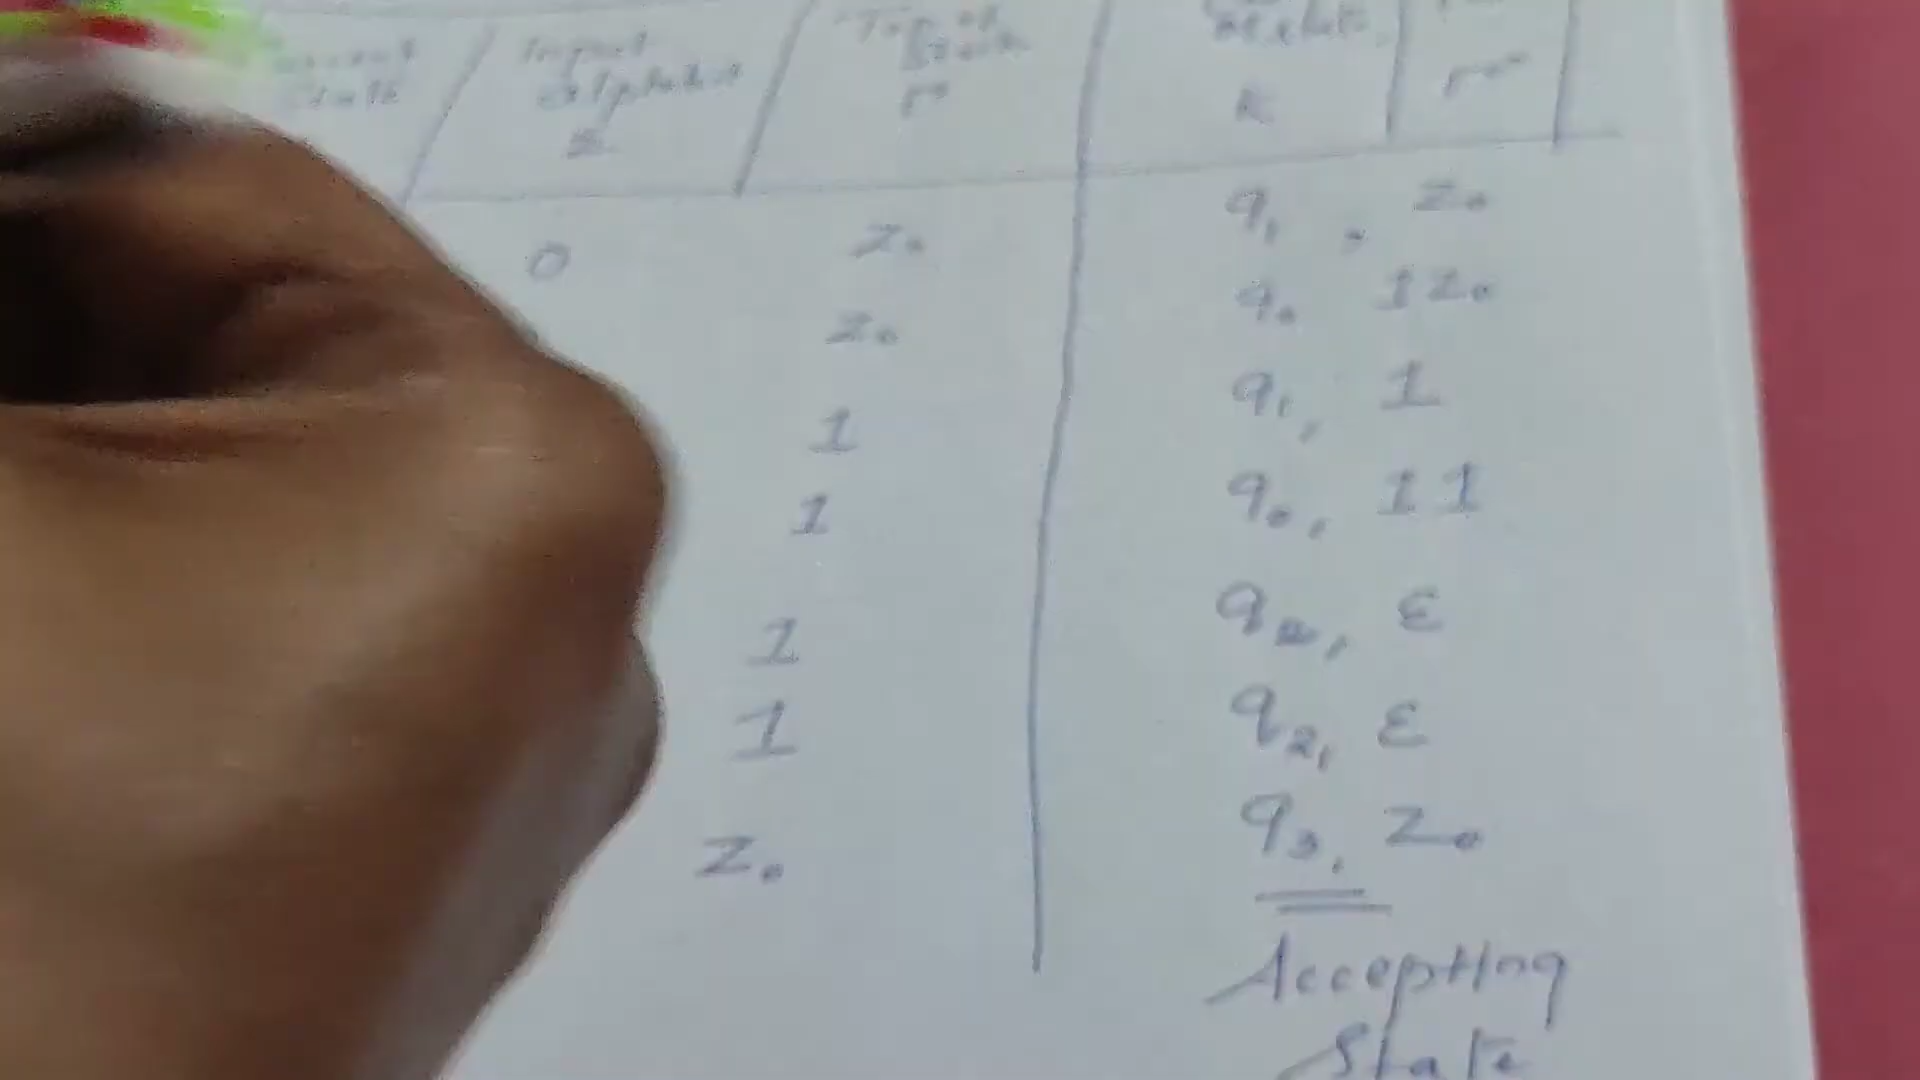 Input Top of
State alphabet Stack
Σ Γ K Γ*
0 Z₀ q₁, Z₀
Z₀ q₀ 1Z₀
1 q₁, 1
1 q₀, 11
1 q₂, ε
1 q₂, ε
Z₀ q₃, Z₀
Accepting
State